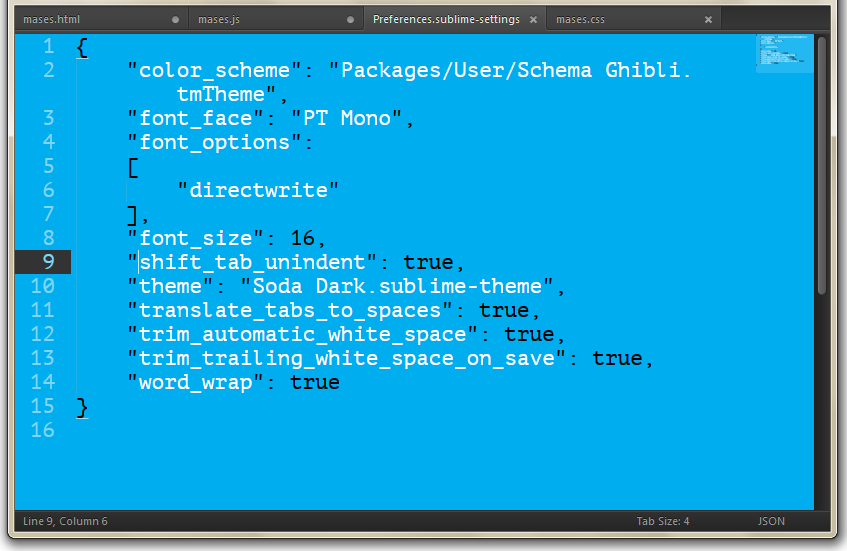 mases.html mases.js Preferences.sublime-settings mases.css
1 {
2 "color_scheme": "Packages/User/Schema Ghibli.
tmTheme",
3 "font_face": "PT Mono",
4 "font_options":
5 [
6 "directwrite"
7 ],
8 "font_size": 16,
9 "shift_tab_unindent": true,
10 "theme": "Soda Dark.sublime-theme",
11 "translate_tabs_to_spaces": true,
12 "trim_automatic_white_space": true,
13 "trim_trailing_white_space_on_save": true,
14 "word_wrap": true
15 }
16
Line 9, Column 6 Tab Size: 4 JSON